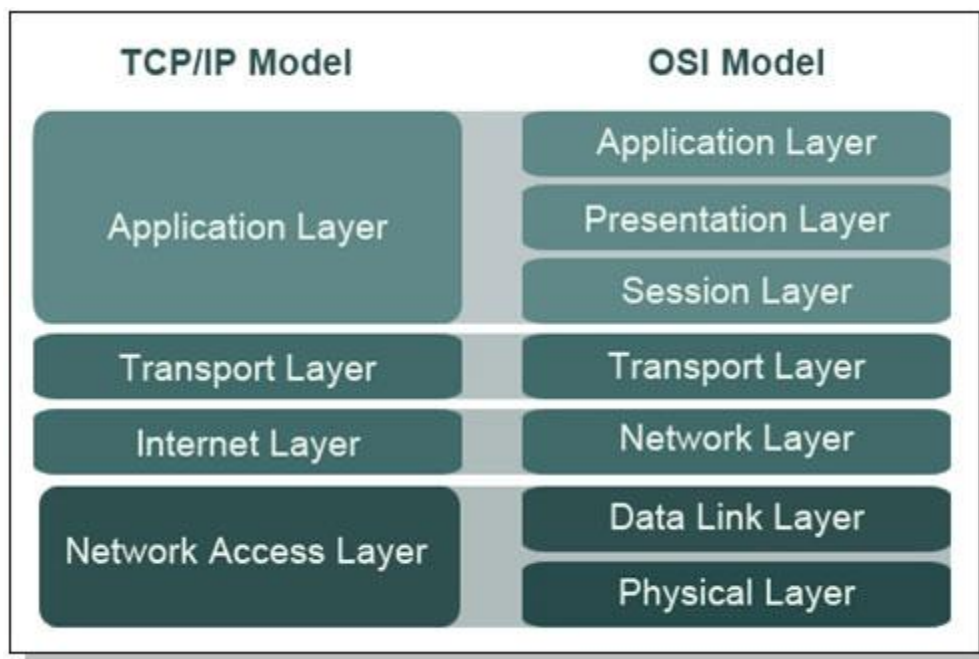 TCP/IP Model
OSI Model
Application Layer
Transport Layer
Internet Layer
Network Access Layer
Application Layer
Presentation Layer
Session Layer
Transport Layer
Network Layer
Data Link Layer
Physical Layer